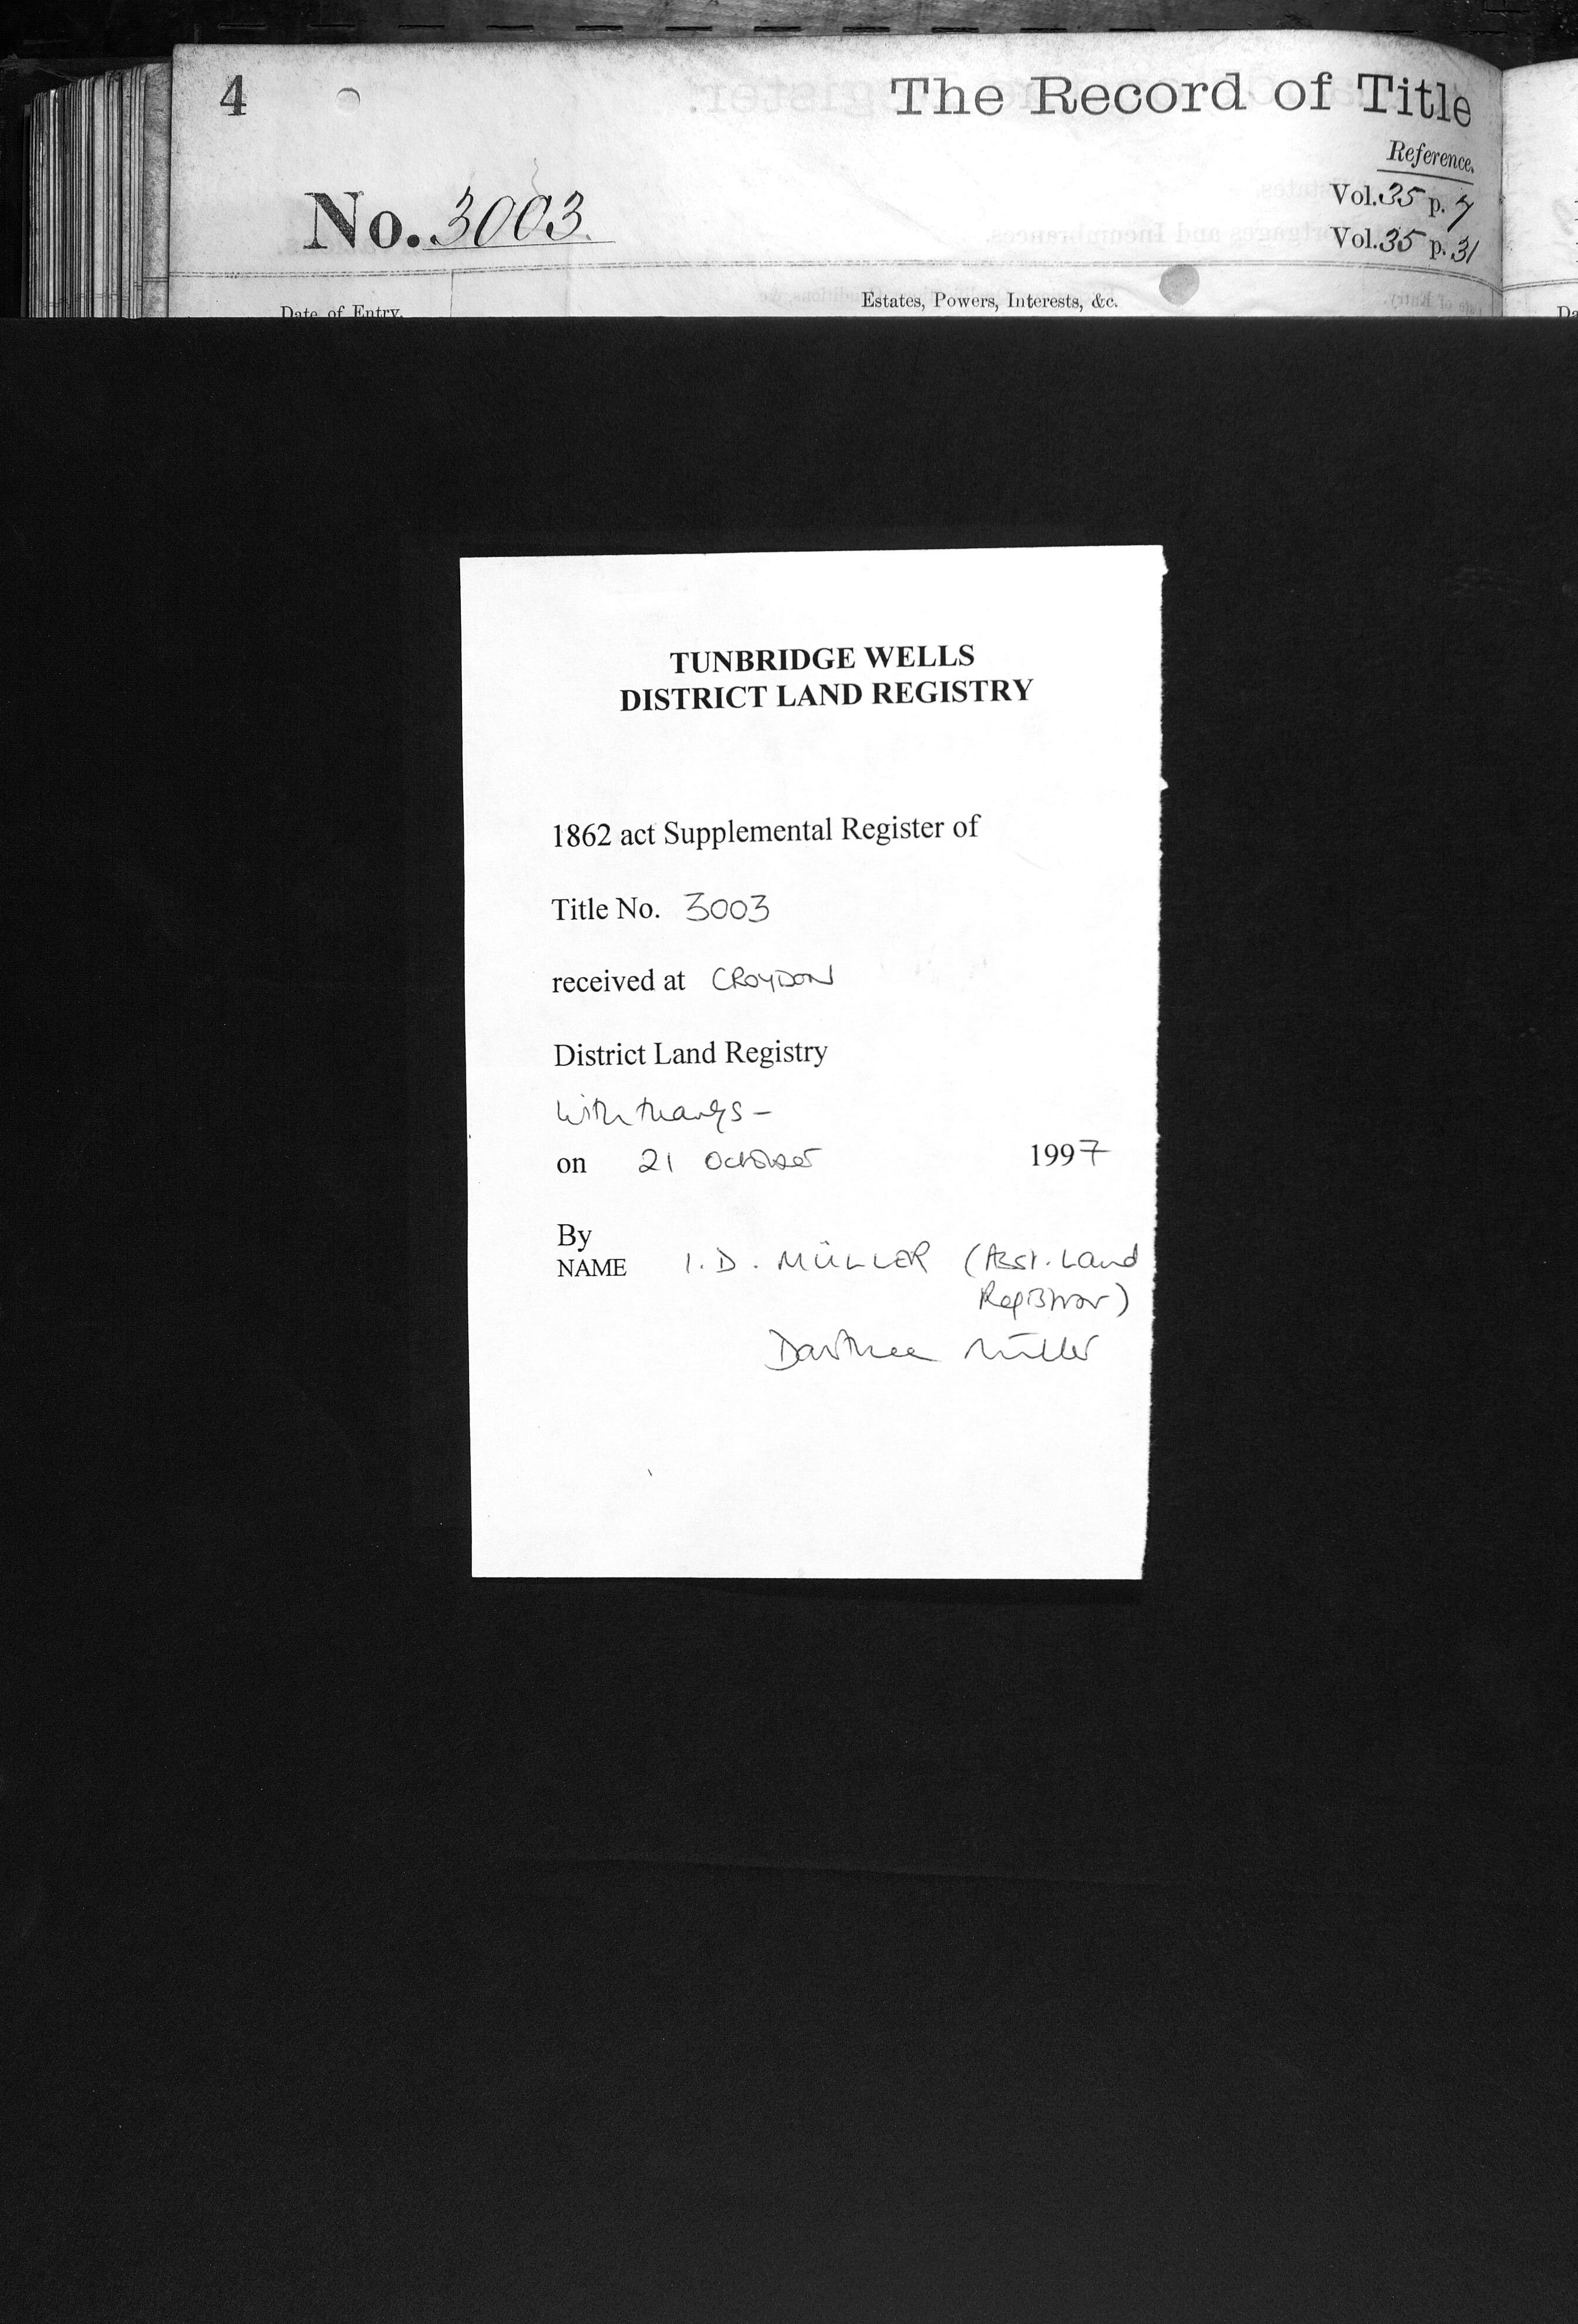 4
The Record of Title
Reference.
Vol. 35 p. 7
No. 3003.
Vol. 35 p. 31
Date of Entry.
Estates, Powers, Interests, &c.
TUNBRIDGE WELLS
DISTRICT LAND REGISTRY
1862 act Supplemental Register of
Title No. 3003
received at CROYDON
District Land Registry
with thanks –
on 21 October 1997
By
NAME I. D. MÜLLER (Asst. Land
Registrar)
Müller